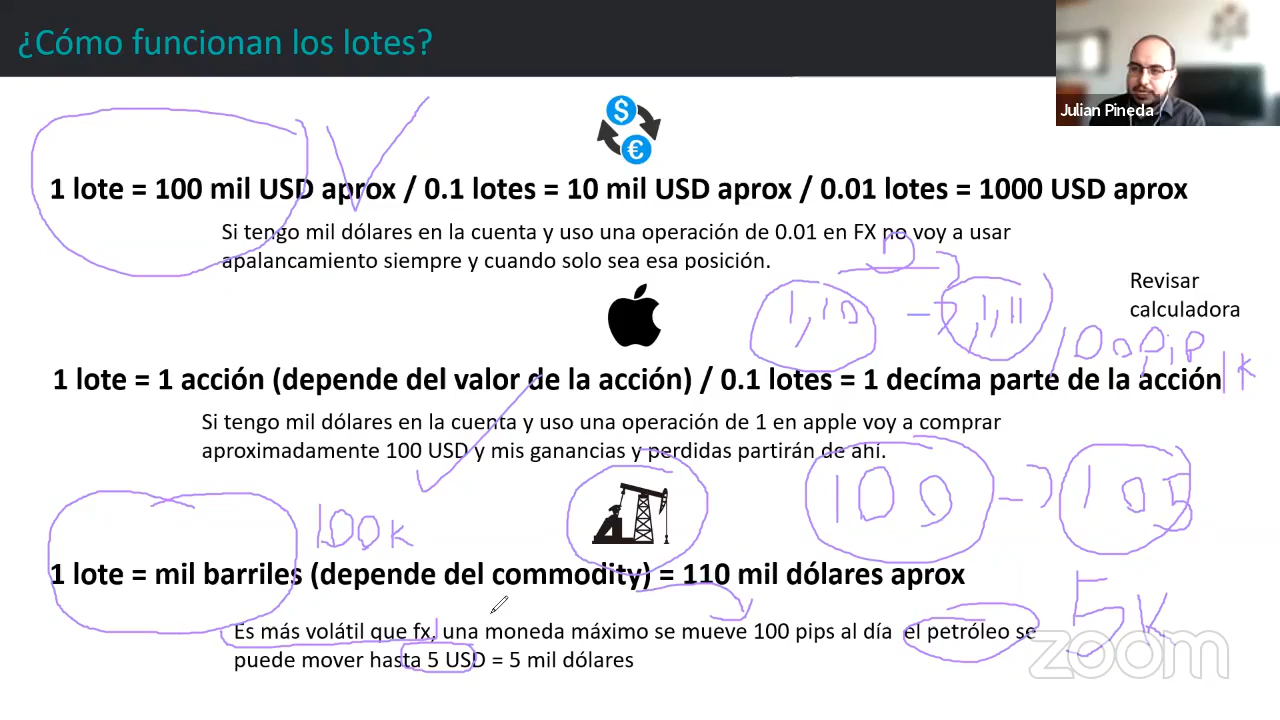 ¿Cómo funcionan los lotes?
Julian Pineda
$
€
1 lote = 100 mil USD aprox / 0.1 lotes = 10 mil USD aprox / 0.01 lotes = 1000 USD aprox
Si tengo mil dólares en la cuenta y uso una operación de 0.01 en FX no voy a usar
apalancamiento siempre y cuando solo sea esa posición.
Revisar
calculadora
1,10 → 1,11
100 pip
1k
1 lote = 1 acción (depende del valor de la acción) / 0.1 lotes = 1 decíma parte de la acción
Si tengo mil dólares en la cuenta y uso una operación de 1 en apple voy a comprar
aproximadamente 100 USD y mis ganancias y perdidas partirán de ahí.
100 → 105
100k
1 lote = mil barriles (depende del commodity) = 110 mil dólares aprox
5k
Es más volátil que fx, una moneda máximo se mueve 100 pips al día el petróleo se
puede mover hasta 5 USD = 5 mil dólares
zoom